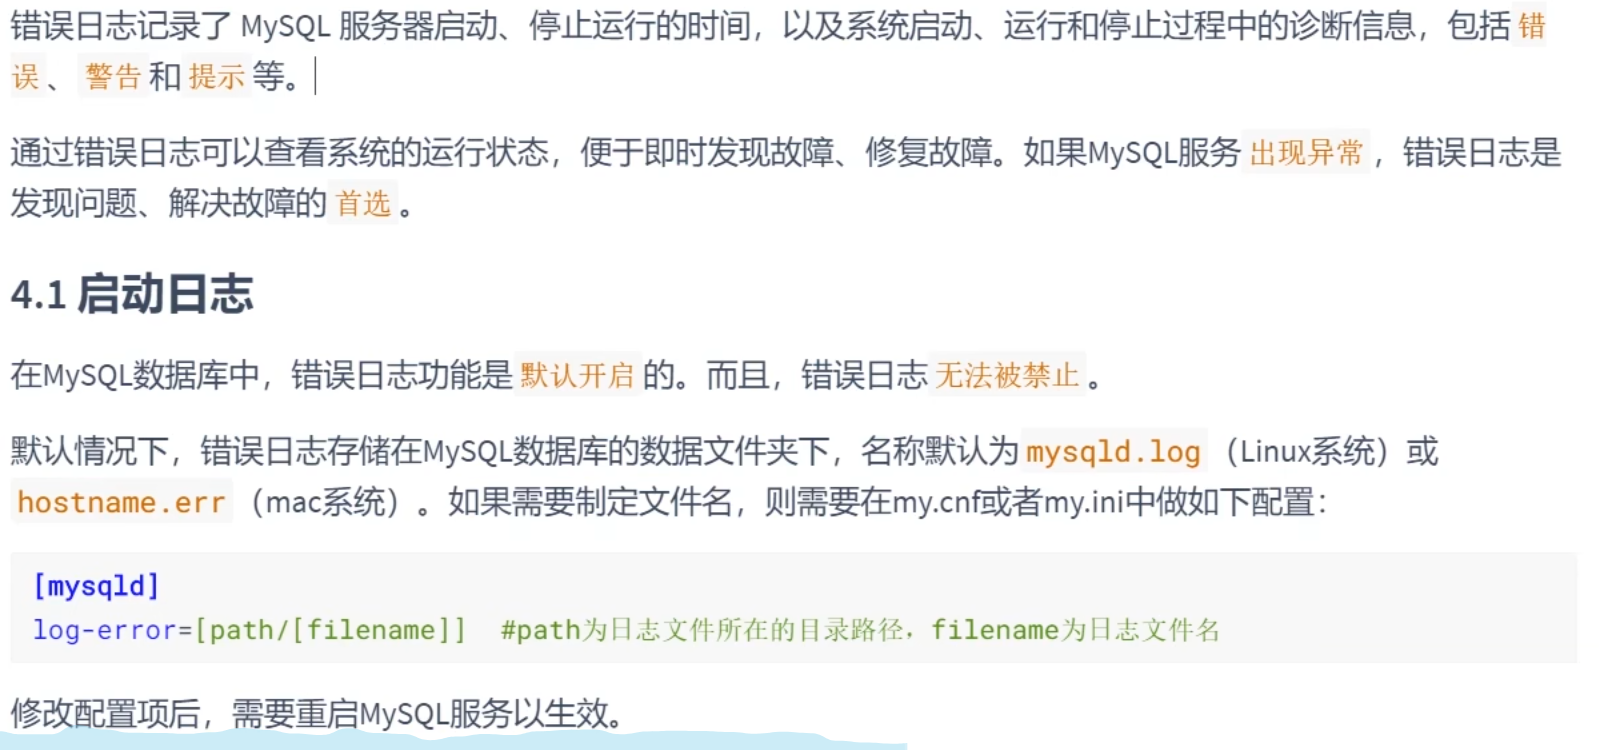 错误日志记录了 MySQL 服务器启动、停止运行的时间，以及系统启动、运行和停止过程中的诊断信息，包括 错
误 、 警告 和 提示 等。
通过错误日志可以查看系统的运行状态，便于即时发现故障、修复故障。如果MySQL服务 出现异常 ，错误日志是
发现问题、解决故障的 首选 。
4.1 启动日志
在MySQL数据库中，错误日志功能是 默认开启 的。而且，错误日志 无法被禁止 。
默认情况下，错误日志存储在MySQL数据库的数据文件夹下，名称默认为 mysqld.log （Linux系统）或
hostname.err （mac系统）。如果需要制定文件名，则需要在my.cnf或者my.ini中做如下配置：
[mysqld]
log-error=[path/[filename]] #path为日志文件所在的目录路径，filename为日志文件名
修改配置项后，需要重启MySQL服务以生效。